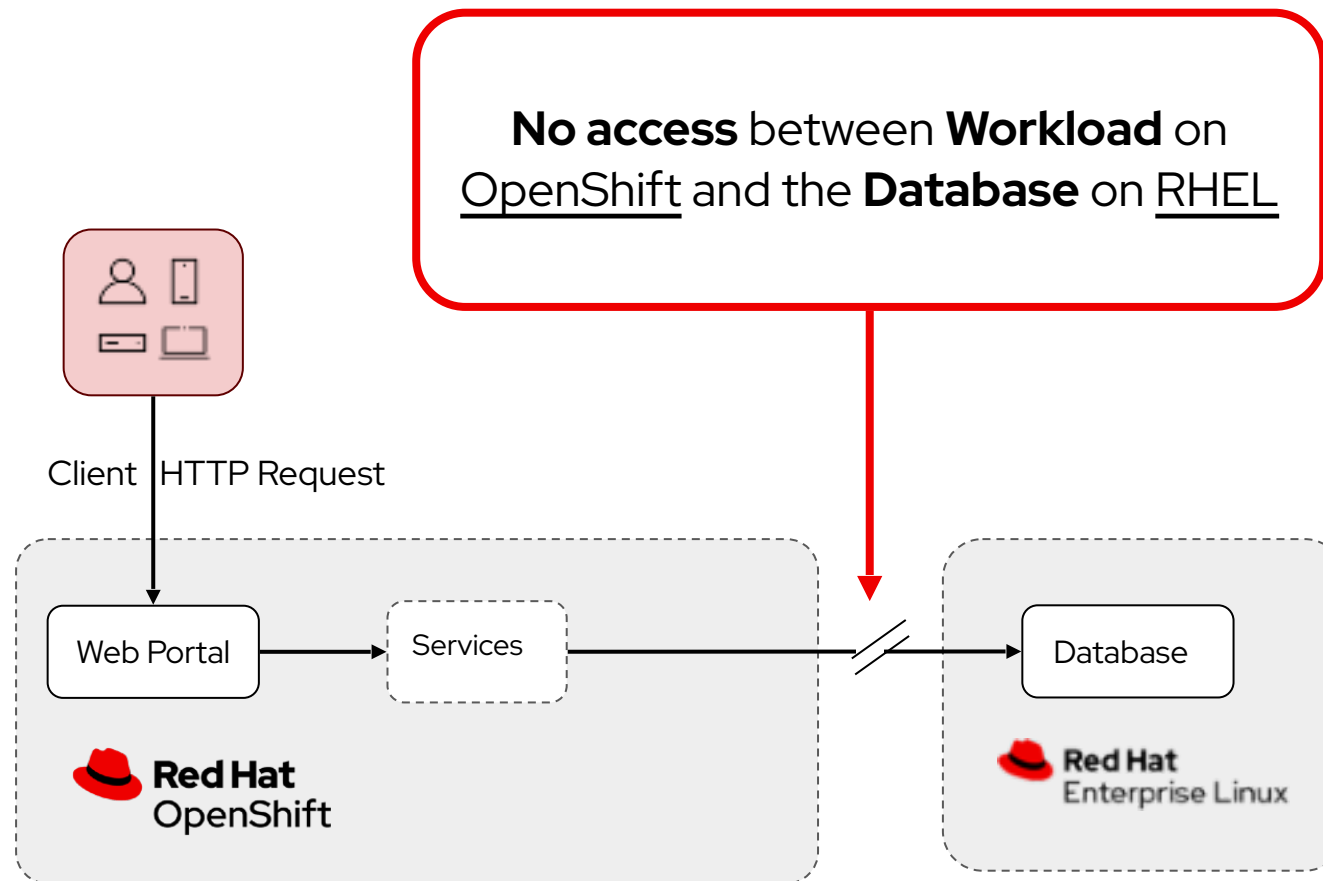 No access between Workload on
OpenShift and the Database on RHEL
Client HTTP Request
Web Portal
Services
Database
Red Hat
OpenShift
Red Hat
Enterprise Linux